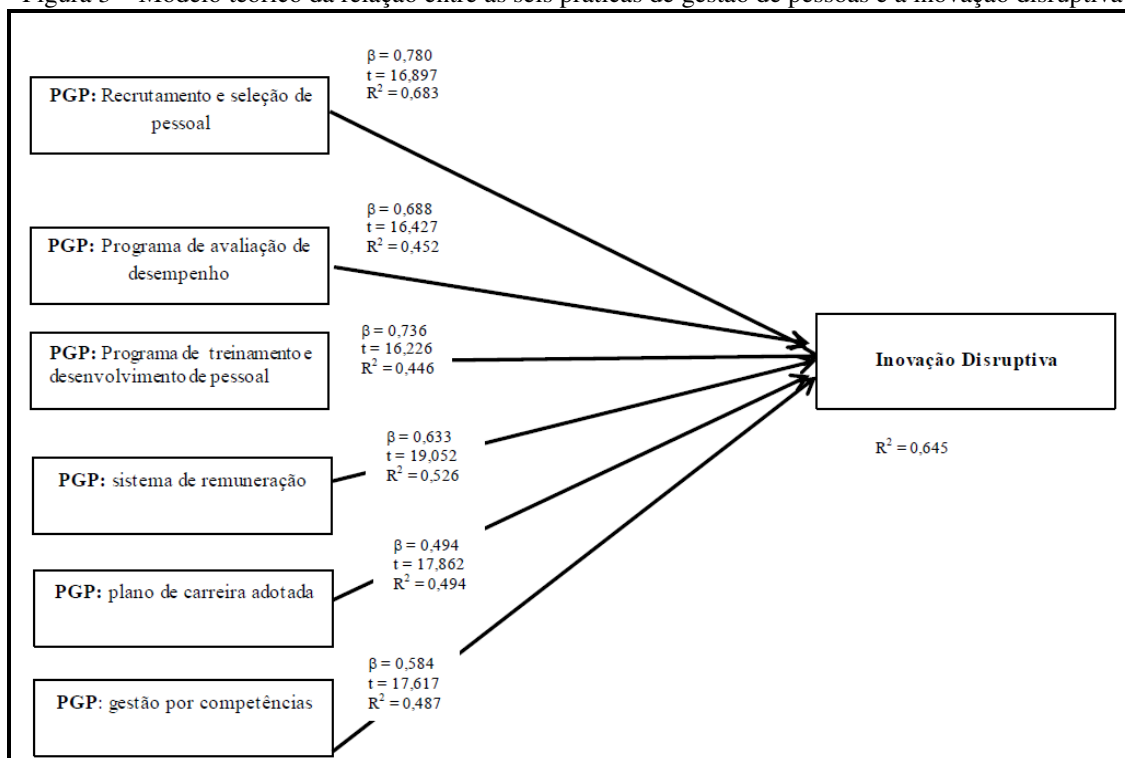 Figura 3 – Modelo teórico da relação entre as seis práticas de gestão de pessoas e a inovação disruptiva
β = 0,780
t = 16,897
R² = 0,683
PGP: Recrutamento e seleção de
pessoal
β = 0,688
t = 16,427
R² = 0,452
PGP: Programa de avaliação de
desempenho
β = 0,736
t = 16,226
R² = 0,446
PGP: Programa de treinamento e
desenvolvimento de pessoal
Inovação Disruptiva
R² = 0,645
β = 0,633
t = 19,052
R² = 0,526
PGP: sistema de remuneração
β = 0,494
t = 17,862
R² = 0,494
PGP: plano de carreira adotada
β = 0,584
t = 17,617
R² = 0,487
PGP: gestão por competências